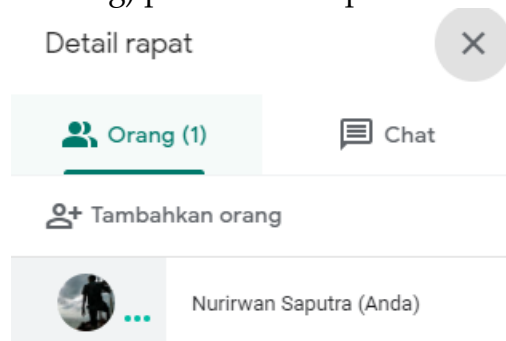 Detail rapat
Orang (1)
Chat
Tambahkan orang
Nurirwan Saputra (Anda)